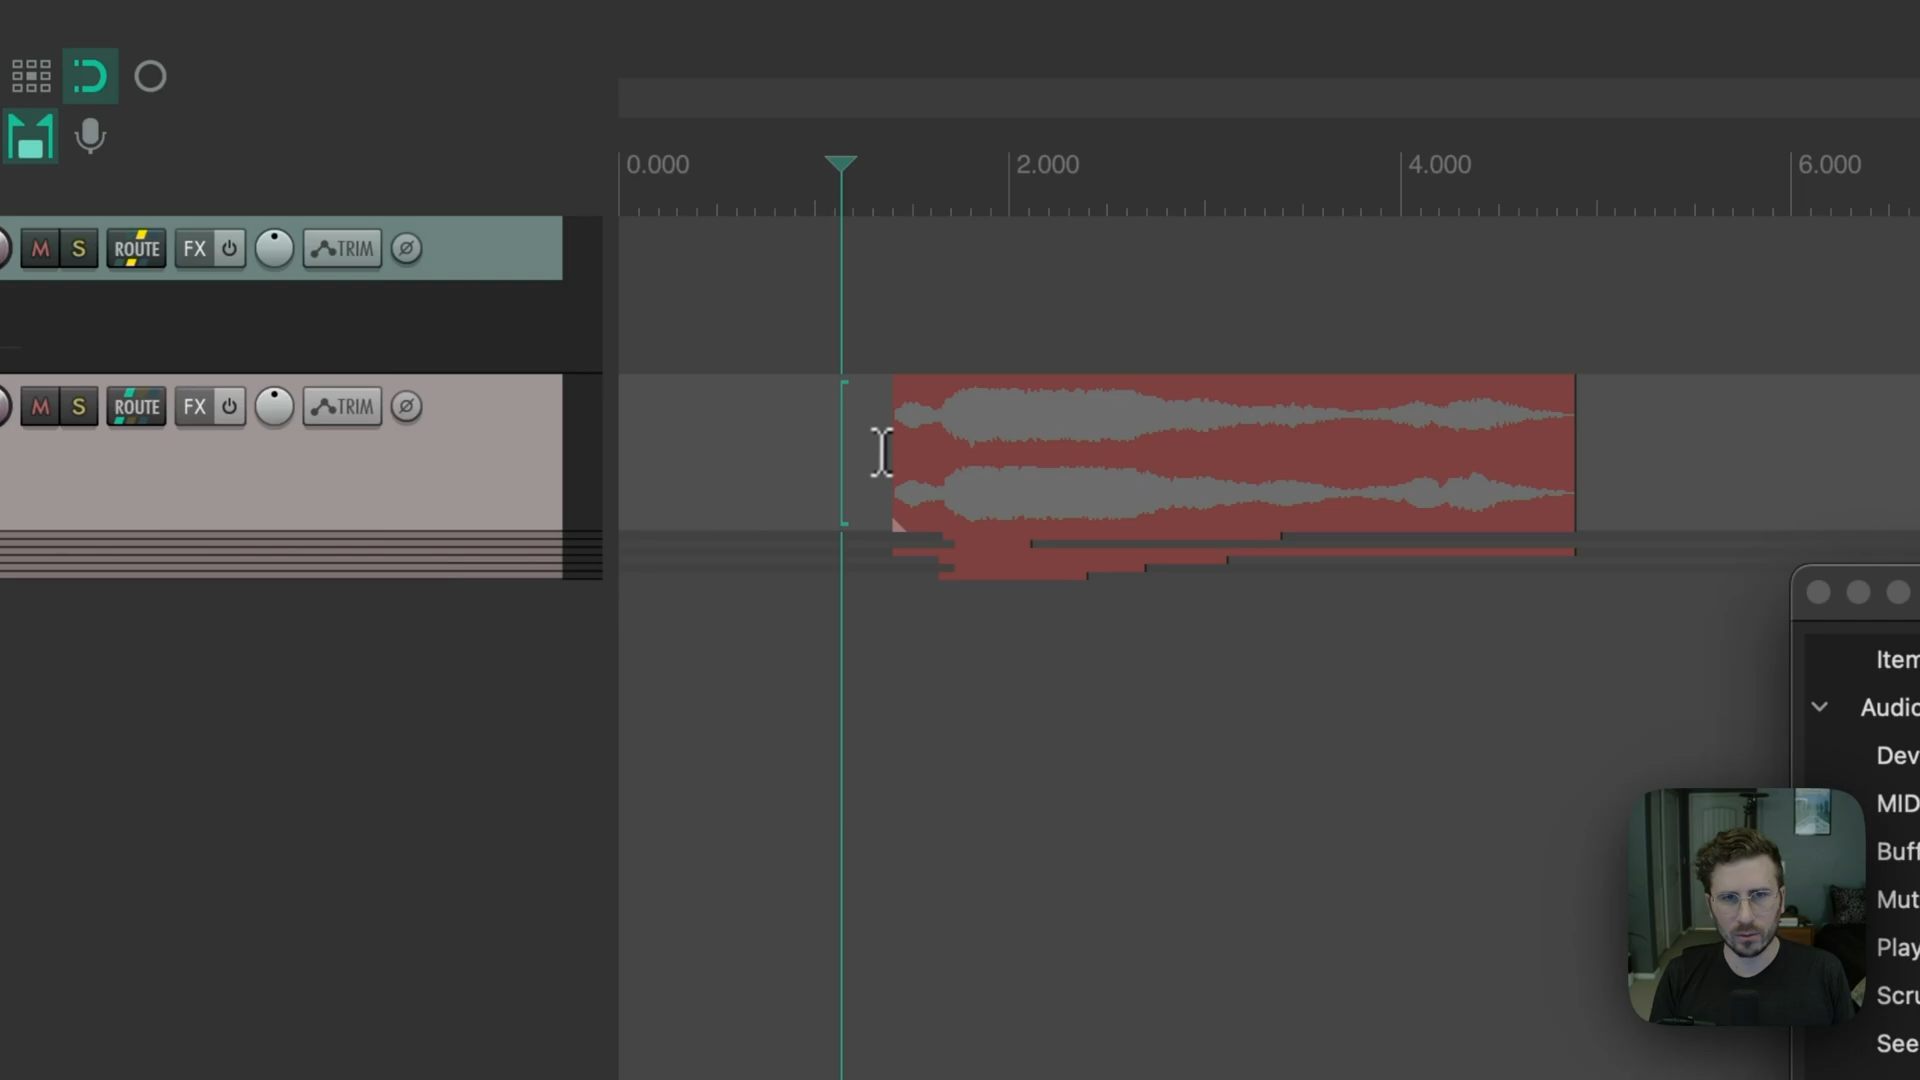 0.000 2.000 4.000 6.000
M S ROUTE FX TRIM
M S ROUTE FX TRIM
Item
Audio
Dev
MID
Buff
Mut
Play
Scru
See